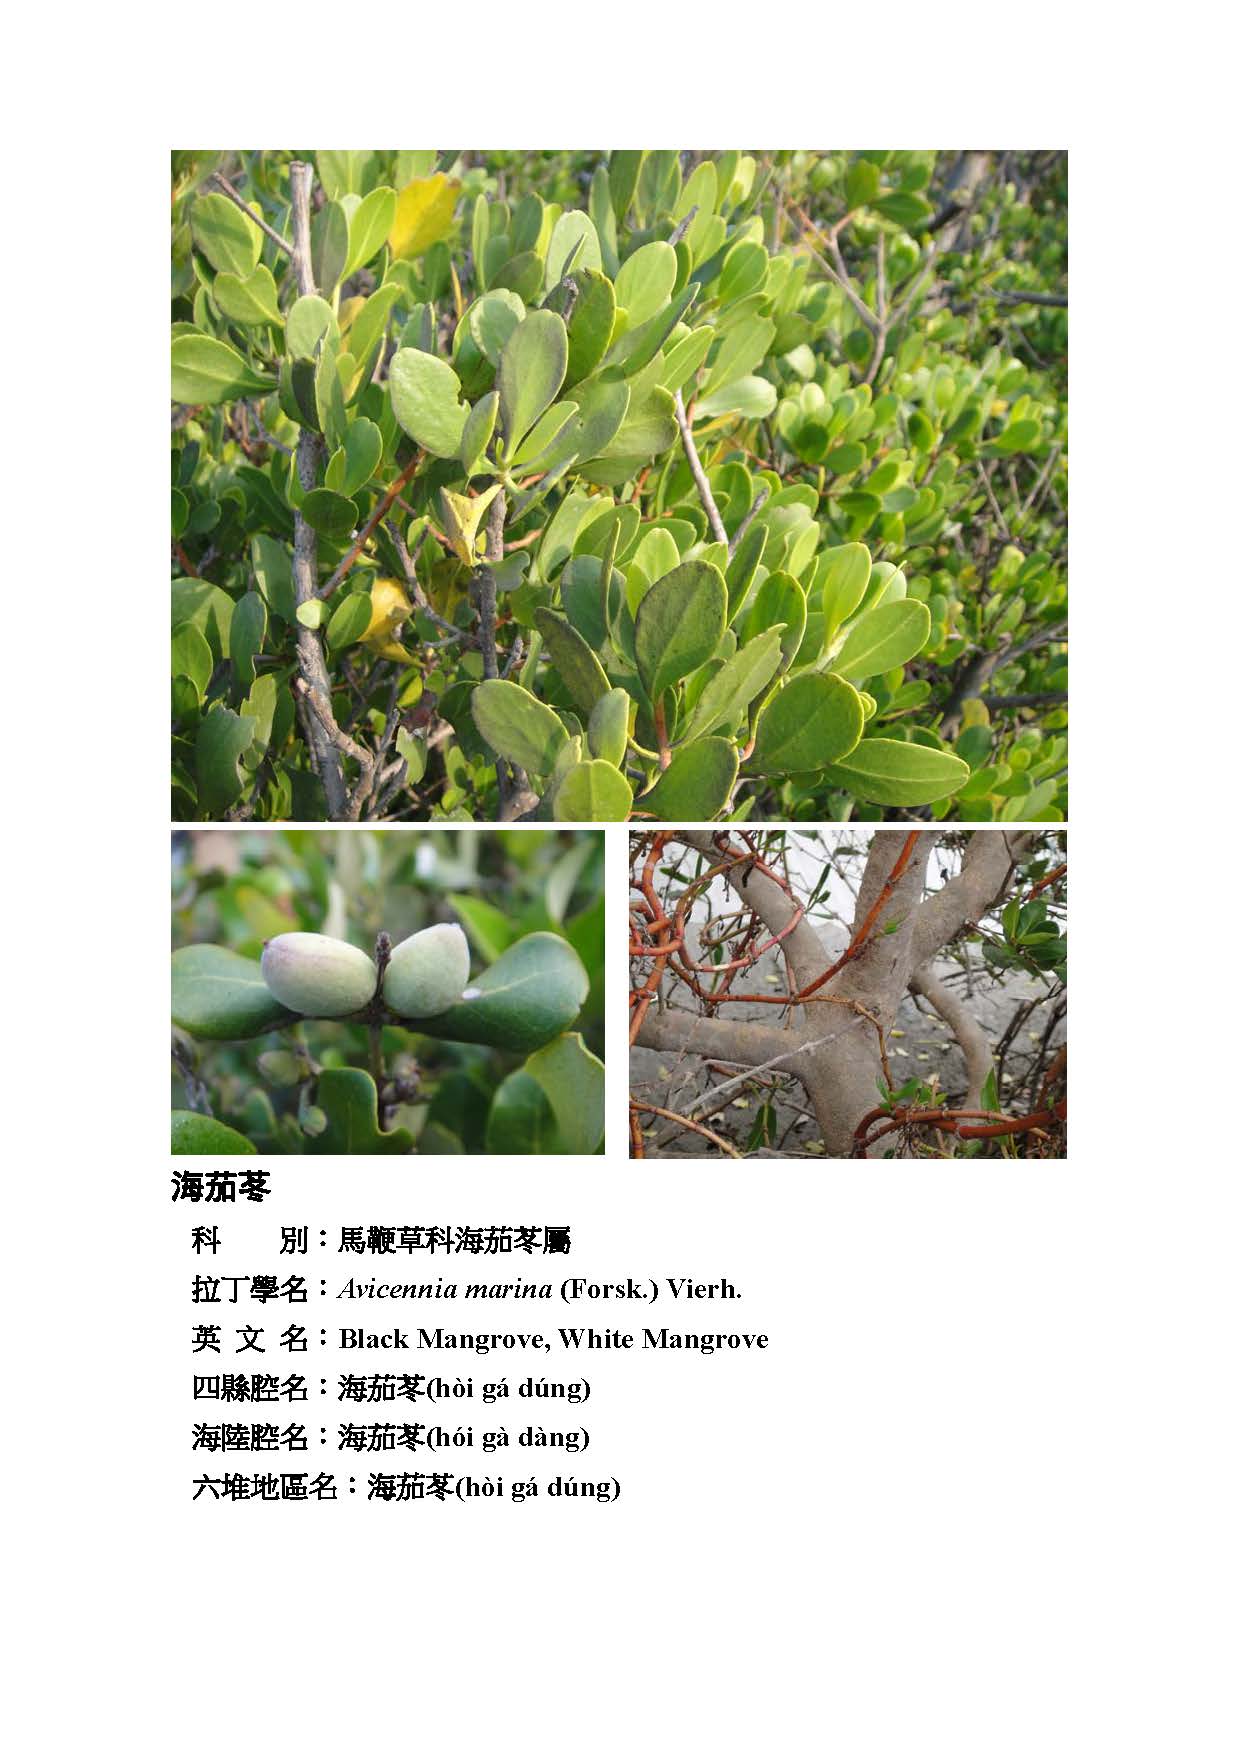 海茄苳
科　　別：馬鞭草科海茄苳屬
拉丁學名：Avicennia marina (Forsk.) Vierh.
英 文 名：Black Mangrove, White Mangrove
四縣腔名：海茄苳(hòi gá dúng)
海陸腔名：海茄苳(hói gà dàng)
六堆地區名：海茄苳(hòi gá dúng)